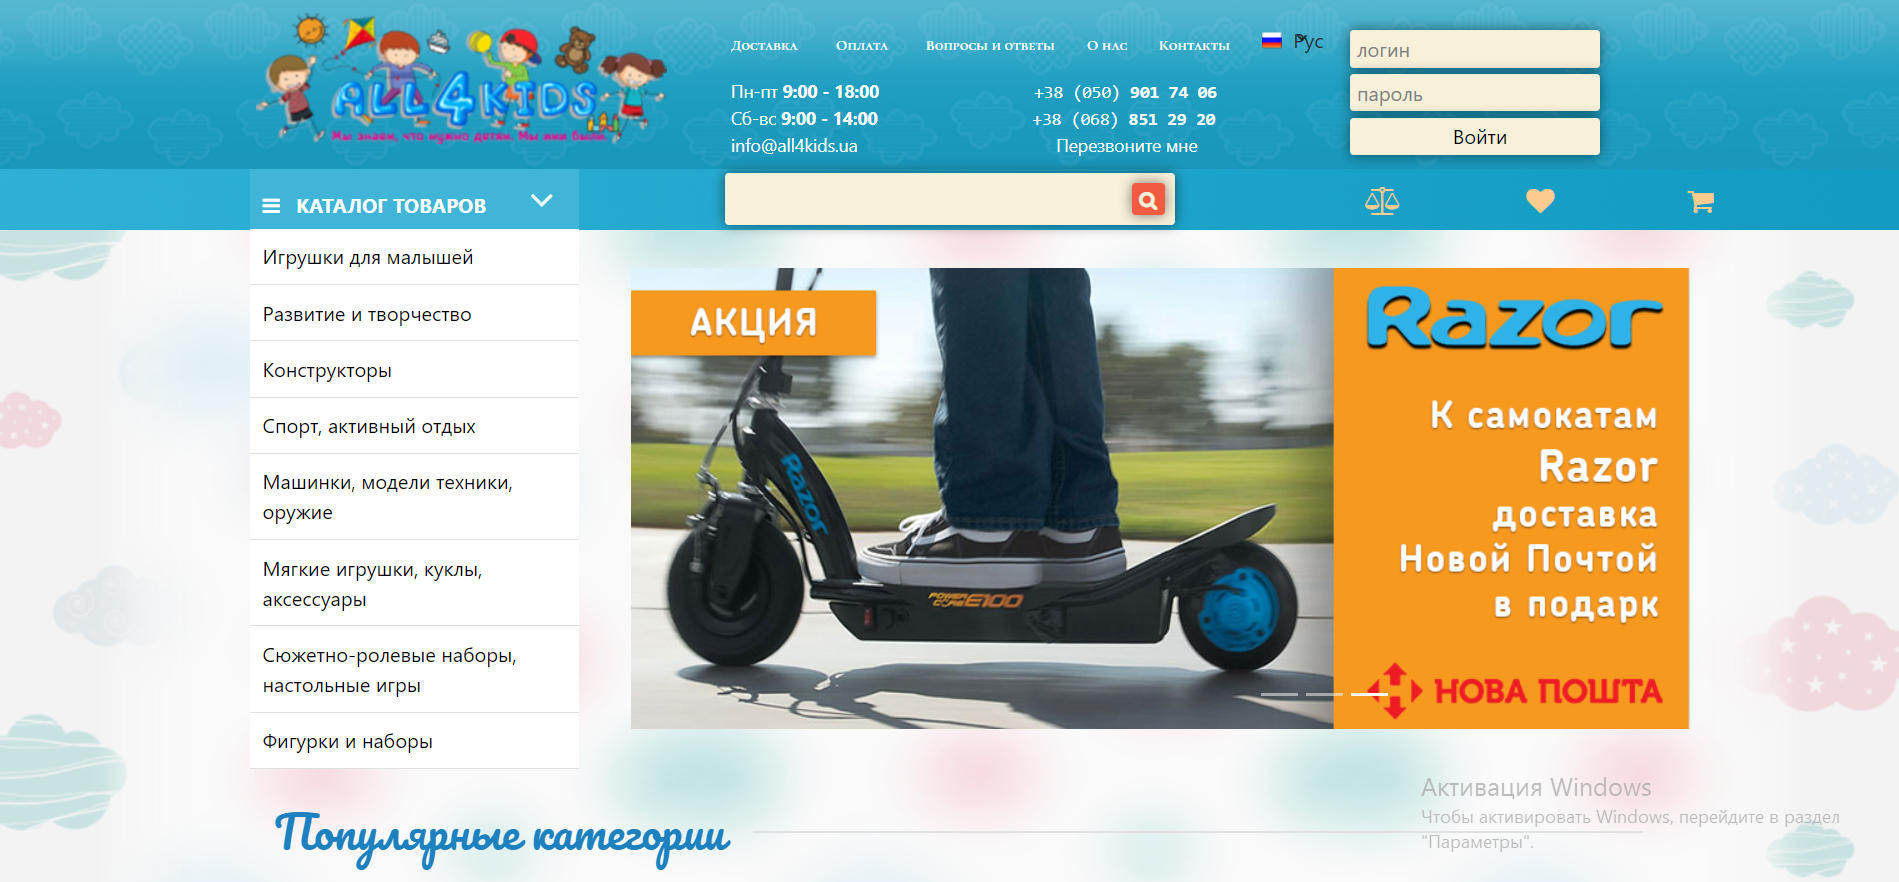 ALL4KIDS
Мы знаем, что нужно детям. Мы ими были.
Доставка
Оплата
Вопросы и ответы
О нас
Контакты
Рус
логин
пароль
Войти
Пн-пт 9:00 - 18:00
Сб-вс 9:00 - 14:00
info@all4kids.ua
+38 (050) 901 74 06
+38 (068) 851 29 20
Перезвоните мне
КАТАЛОГ ТОВАРОВ
Игрушки для малышей
Развитие и творчество
Конструкторы
Спорт, активный отдых
Машинки, модели техники,
оружие
Мягкие игрушки, куклы,
аксессуары
Сюжетно-ролевые наборы,
настольные игры
Фигурки и наборы
АКЦИЯ
RAZOR
POWER
CORE E100
Razor
К самокатам
Razor
доставка
Новой Почтой
в подарк
НОВА ПОШТА
Популярные категории
Активация Windows
Чтобы активировать Windows, перейдите в раздел
"Параметры".